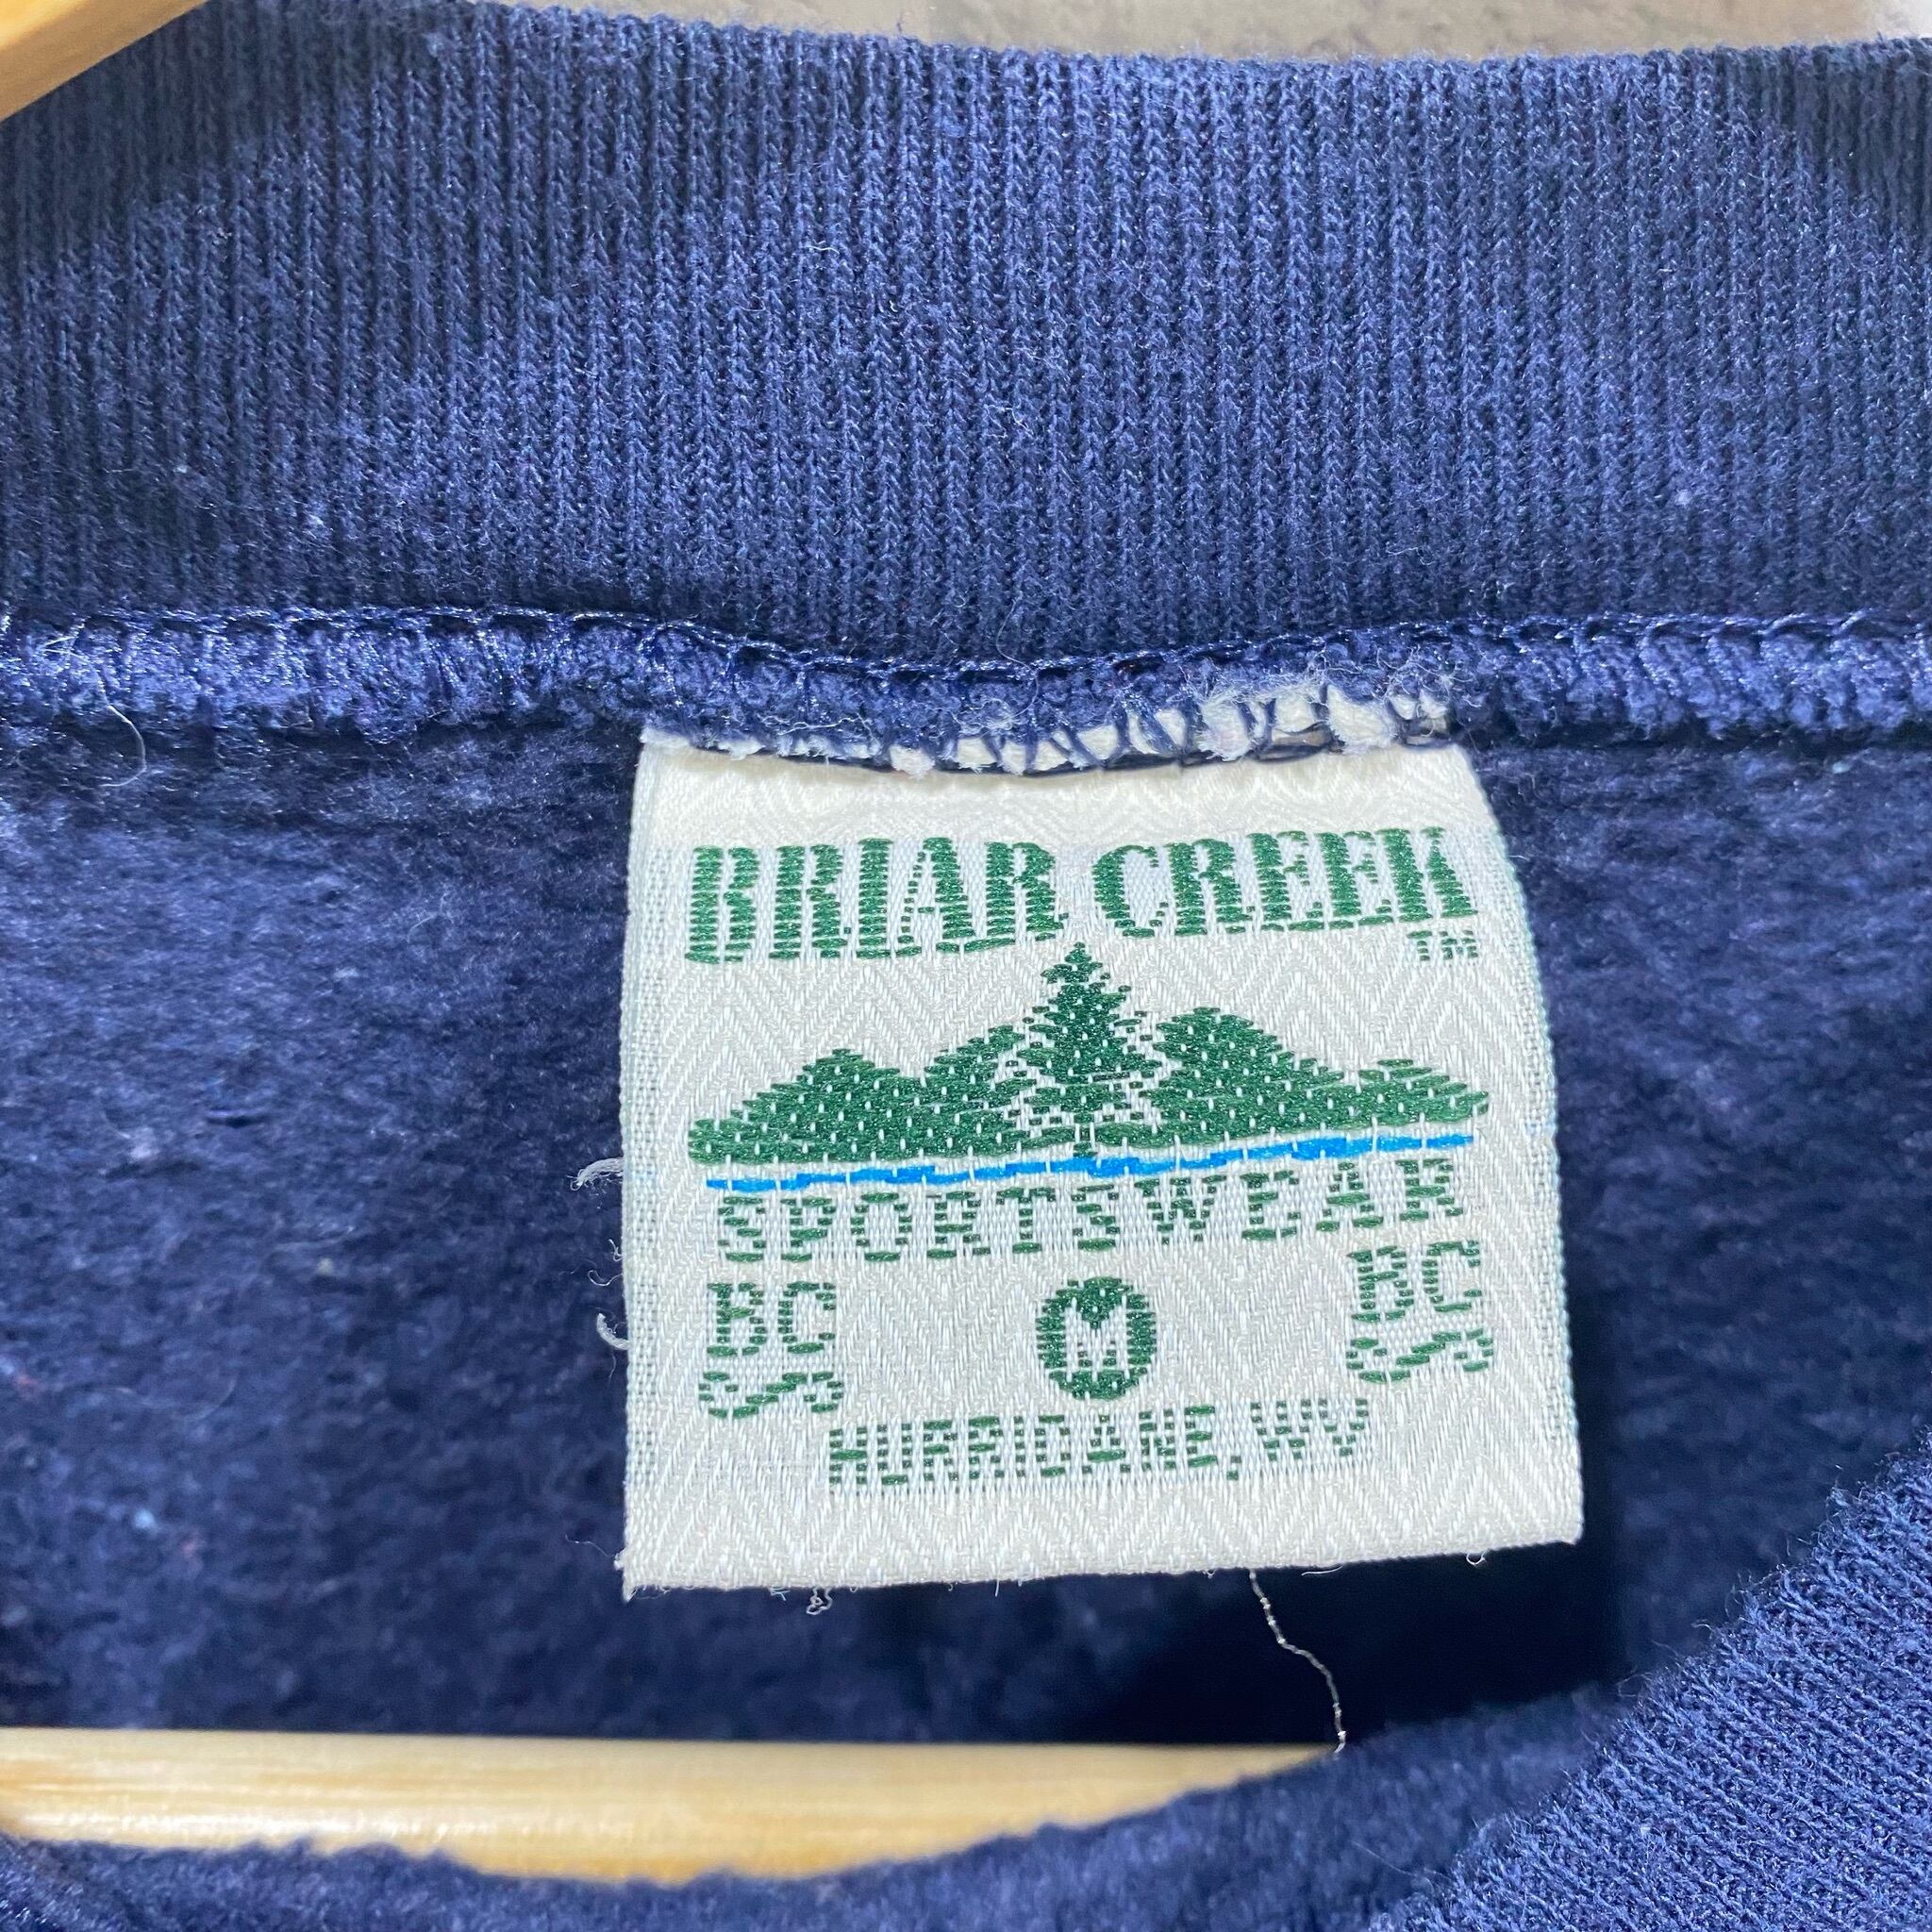 BRIAR CREEK
TM
SPORTSWEAR
BC M BC
HURRICANE, WV